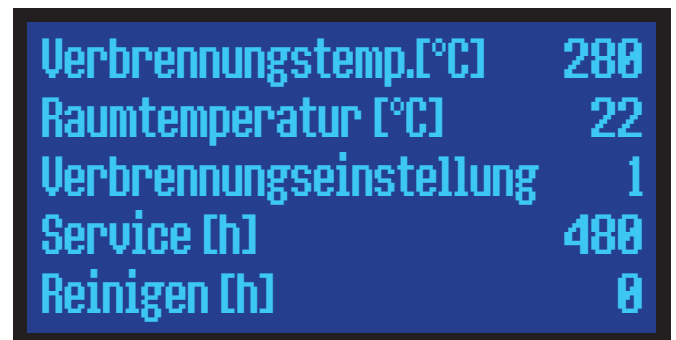 Verbrennungstemp.[°C] 280
Raumtemperatur [°C] 22
Verbrennungseinstellung 1
Service [h] 480
Reinigen [h] 0